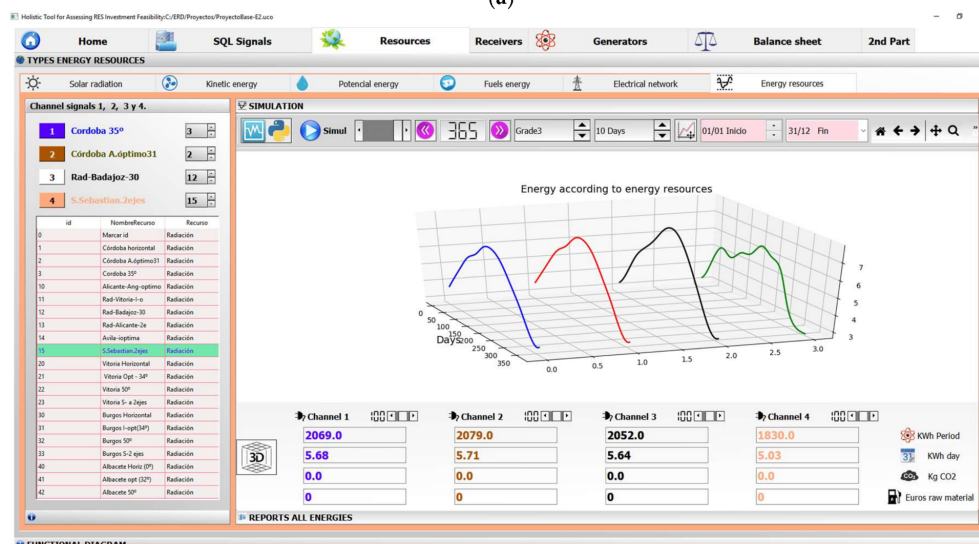 (a)
Holistic Tool for Assessing RES Investment Feasibility:C:/ERD/Proyectos/ProyectoBase-E2.uco
Home SQL Signals Resources Receivers Generators Balance sheet 2nd Part
TYPES ENERGY RESOURCES
Solar radiation Kinetic energy Potencial energy Fuels energy Electrical network Energy resources
Channel signals 1, 2, 3 y 4.
1 Cordoba 35º 3
2 Córdoba A.óptimo31 2
3 Rad-Badajoz-30 12
4 S.Sebastian.2ejes 15
id NombreRecurso Recurso
0 Marcar id Radiación
1 Córdoba horizontal Radiación
2 Córdoba A.óptimo31 Radiación
3 Cordoba 35º Radiación
10 Alicante-Ang-optimo Radiación
11 Rad-Vitoria-I-o Radiación
12 Rad-Badajoz-30 Radiación
13 Rad-Alicante-2e Radiación
14 Avila-ioptima Radiación
15 S.Sebastian.2ejes Radiación
20 Vitoria Horizontal Radiación
21 Vitoria Opt - 34º Radiación
22 Vitoria 50º Radiación
23 Vitoria S- a 2ejes Radiación
30 Burgos Horizontal Radiación
31 Burgos I-opt(34º) Radiación
32 Burgos 50º Radiación
33 Burgos S-2 ejes Radiación
40 Albacete Horiz (0º) Radiación
41 Albacete opt (32º) Radiación
42 Albacete 50º Radiación
SIMULATION
Simul 365 Grade3 10 Days 01/01 Inicio 31/12 Fin »
Energy according to energy resources
0 50 100 150 200 250 300 350
Days
0.0 0.5 1.0 1.5 2.0 2.5 3.0
3 4 5 6 7
Channel 1 100 Channel 2 100 Channel 3 100 Channel 4 100
2069.0 2079.0 2052.0 1830.0 KWh Period
3D 5.68 5.71 5.64 5.03 31 KWh day
0.0 0.0 0.0 0.0 CO2 Kg CO2
0 0 0 0 Euros raw material
REPORTS ALL ENERGIES
FUNCTIONAL DIAGRAM